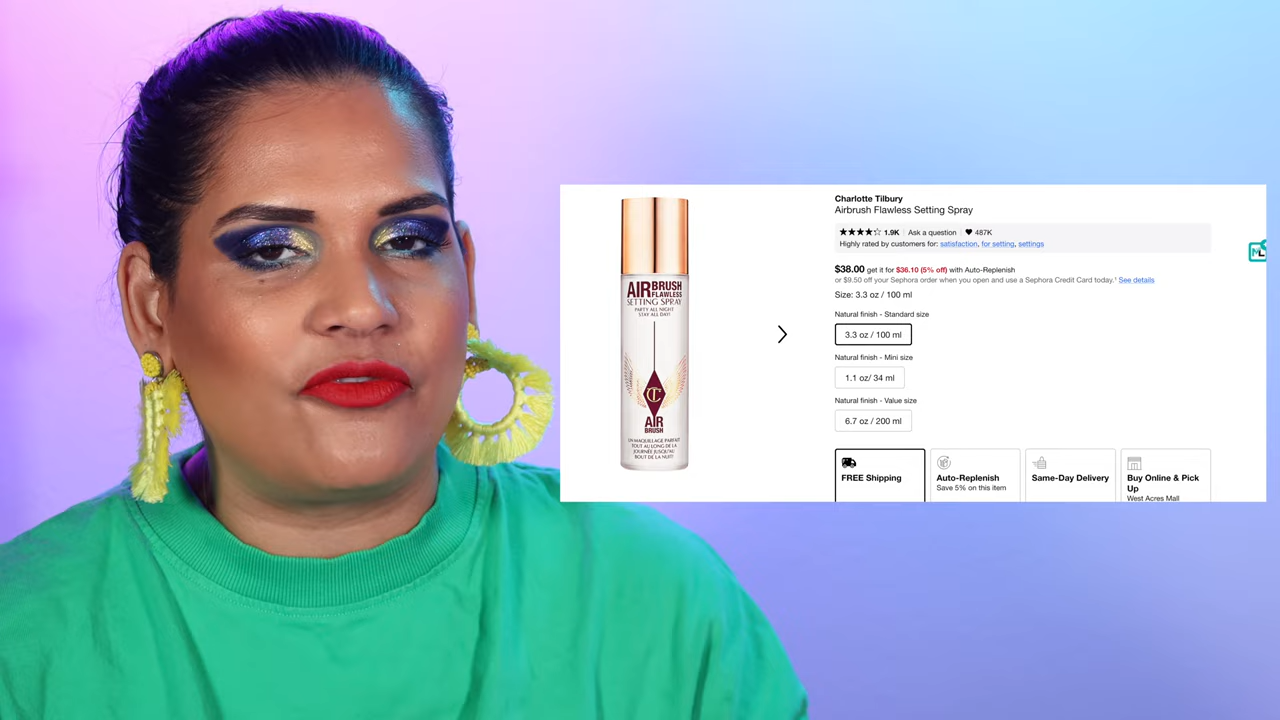 AIRBRUSH
FLAWLESS
SETTING SPRAY
PARTY ALL NIGHT
STAY ALL DAY!
CT
AIR
BRUSH
UN MAQUILLAGE PARFAIT
TOUT AU LONG DE LA
JOURNÉE JUSQU'AU
BOUT DE LA NUIT!
Charlotte Tilbury
Airbrush Flawless Setting Spray
1.9K | Ask a question | 487K
Highly rated by customers for: satisfaction, for setting, settings
$38.00 get it for $36.10 (5% off) with Auto-Replenish
or $9.50 off your Sephora order when you open and use a Sephora Credit Card today.¹ See details
Size: 3.3 oz / 100 ml
Natural finish - Standard size
3.3 oz / 100 ml
Natural finish - Mini size
1.1 oz/ 34 ml
Natural finish - Value size
6.7 oz / 200 ml
FREE Shipping
Auto-Replenish
Save 5% on this item
Same-Day Delivery
Buy Online & Pick
Up
West Acres Mall
ML